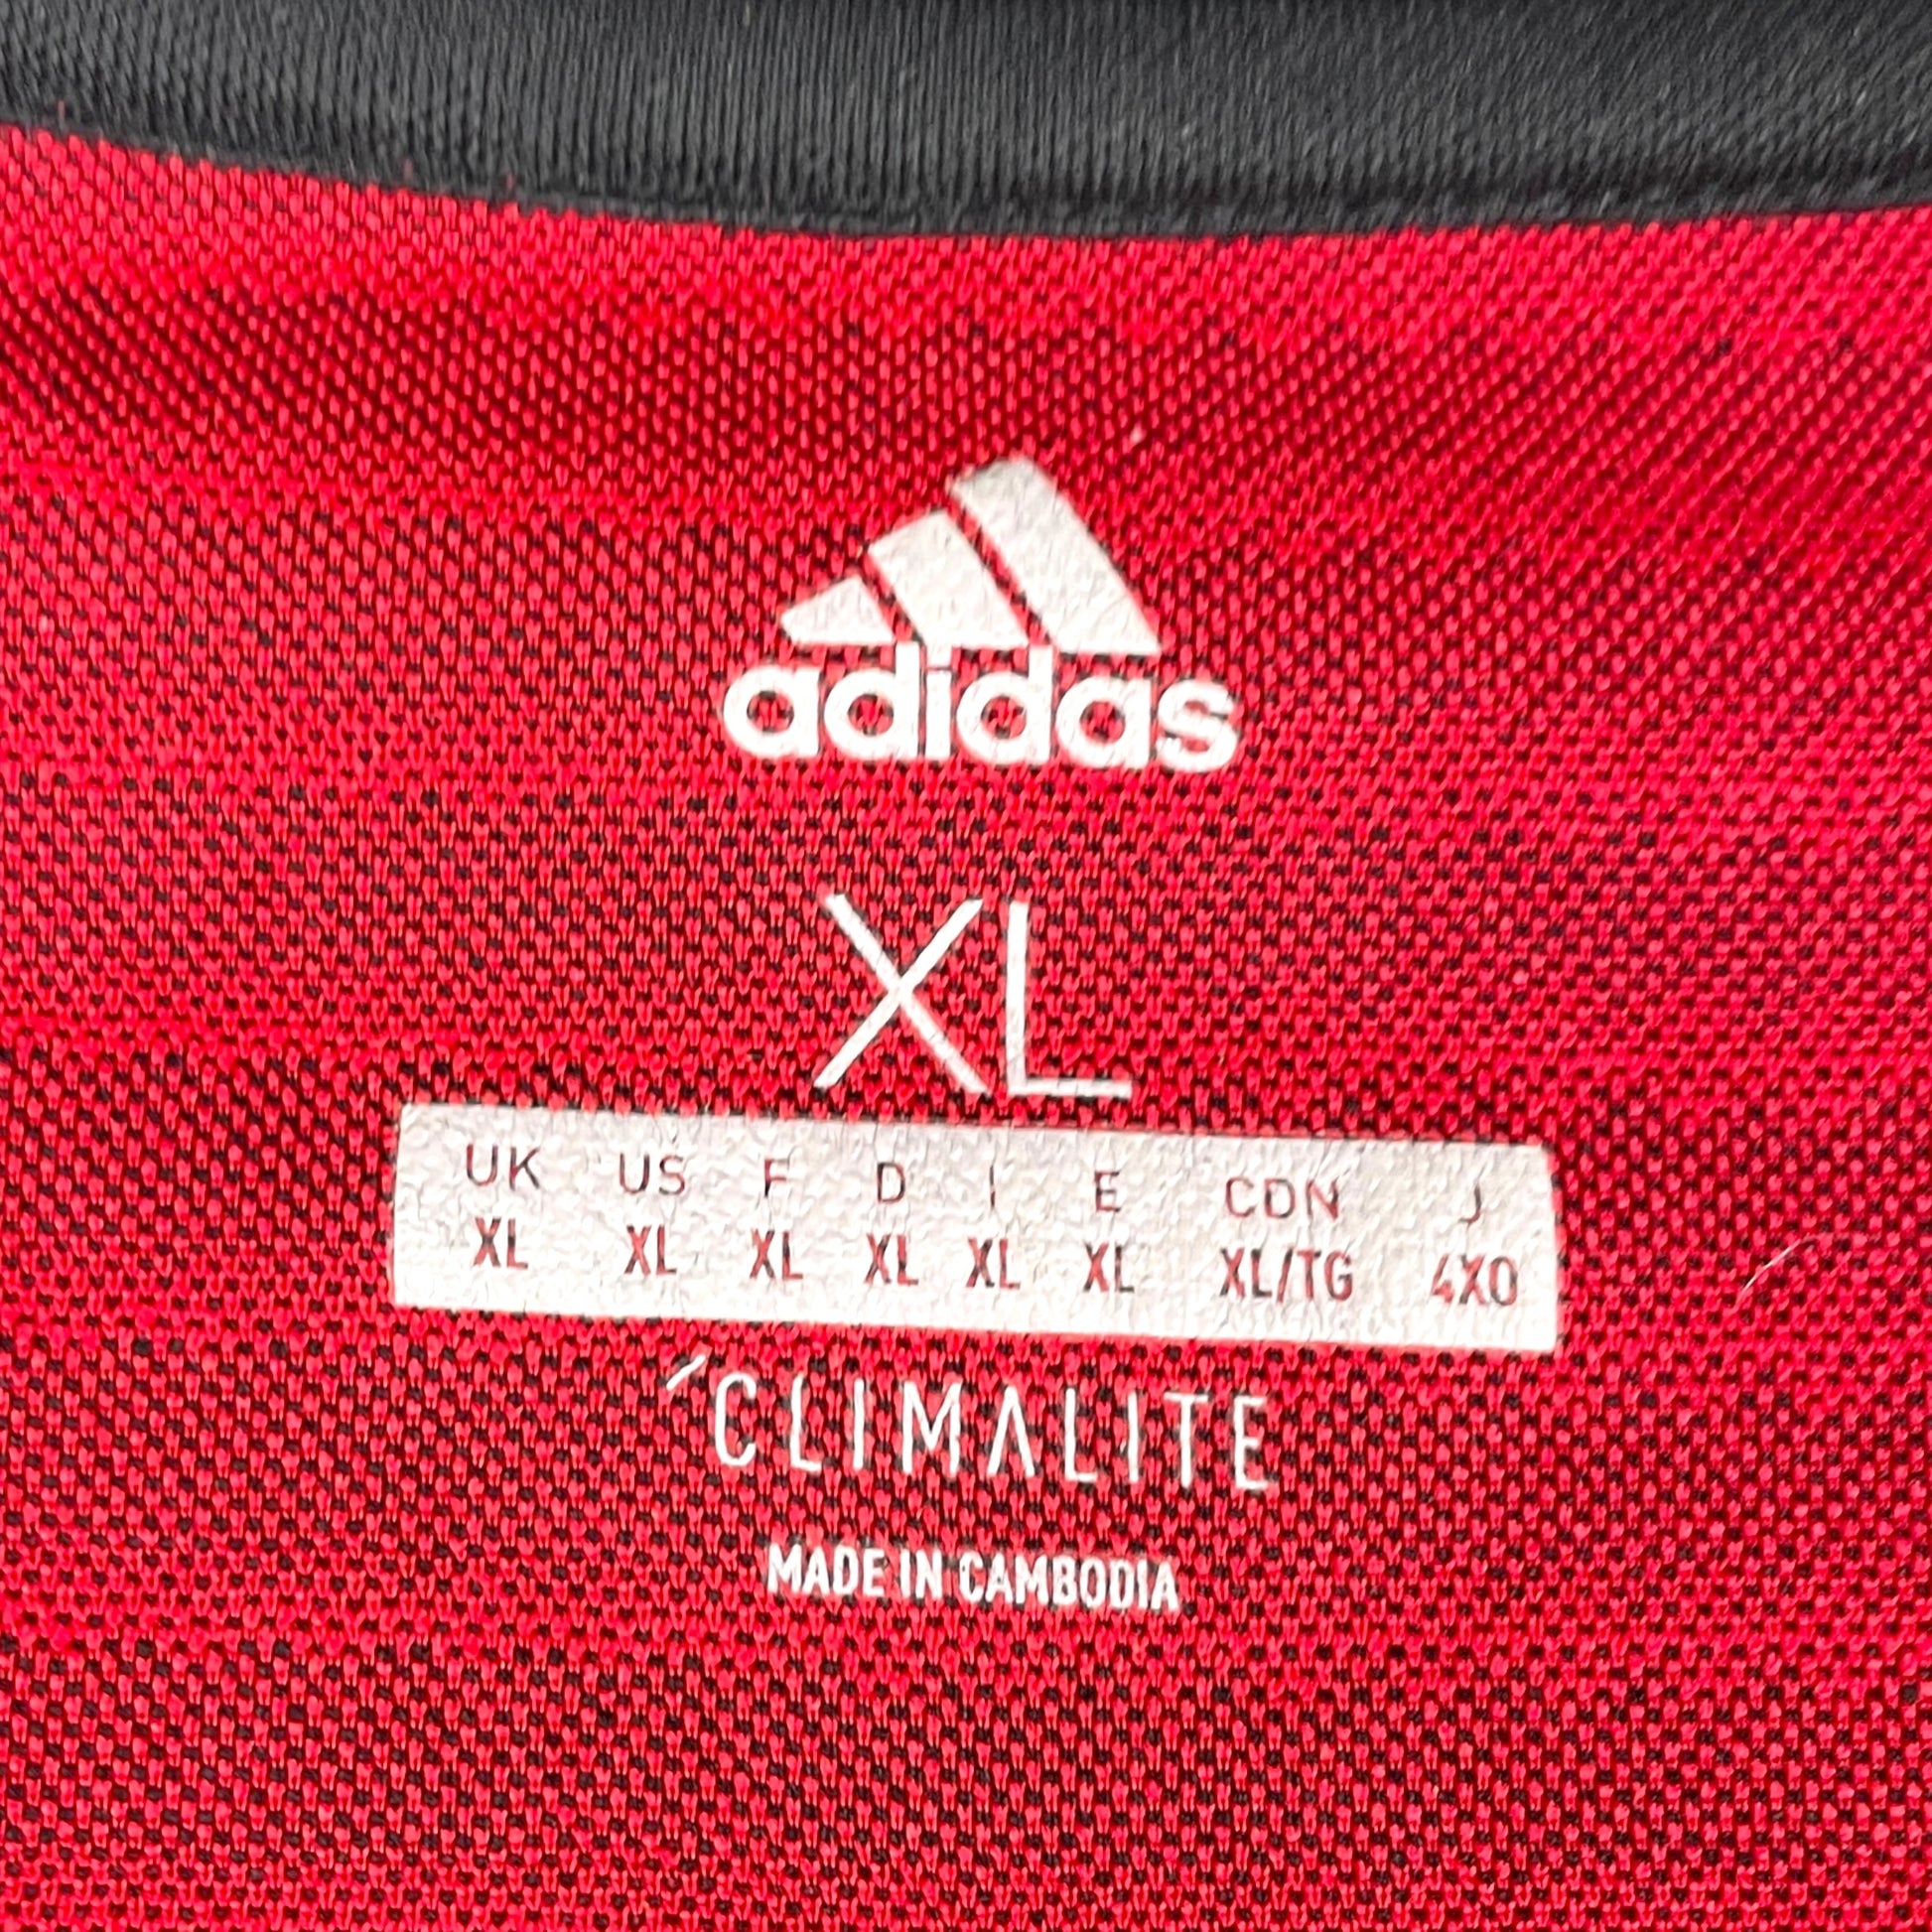 adidas
XL
UK US F D I E CDN J
XL XL XL XL XL XL XL/TG 4XO
CLIMALITE
MADE IN CAMBODIA